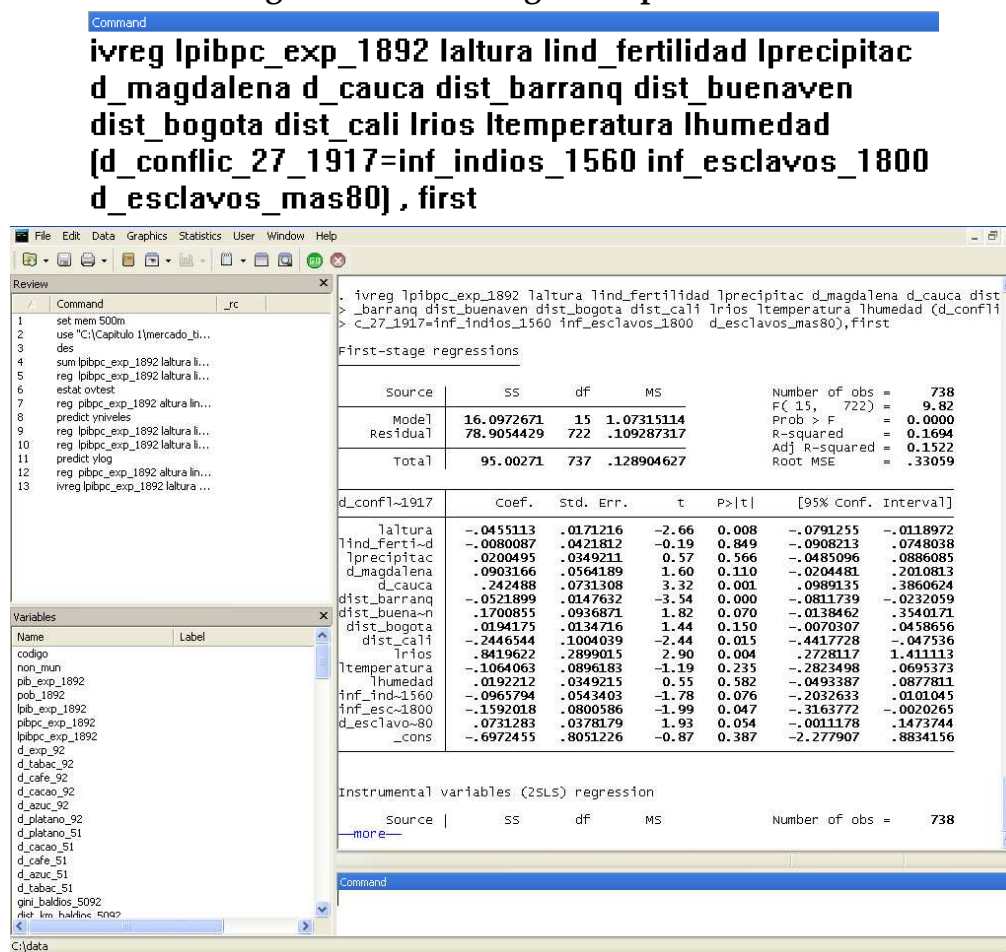 Command
ivreg lpibpc_exp_1892 laltura lind_fertilidad lprecipitac
d_magdalena d_cauca dist_barranq dist_buenaven
dist_bogota dist_cali lrios ltemperatura lhumedad
(d_conflic_27_1917=inf_indios_1560 inf_esclavos_1800
d_esclavos_mas80) , first
File Edit Data Graphics Statistics User Window Help
Review
Command _rc
1 set mem 500m
2 use "C:\Capitulo 1\mercado_ti...
3 des
4 sum lpibpc_exp_1892 laltura li...
5 reg lpibpc_exp_1892 laltura li...
6 estat ovtest
7 reg pibpc_exp_1892 altura lin...
8 predict yniveles
9 reg lpibpc_exp_1892 laltura li...
10 reg lpibpc_exp_1892 laltura li...
11 predict ylog
12 reg pibpc_exp_1892 altura lin...
13 ivreg lpibpc_exp_1892 laltura ...
Variables
Name Label
codigo
non_mun
pib_exp_1892
pob_1892
lpib_exp_1892
pibpc_exp_1892
lpibpc_exp_1892
d_exp_92
d_tabac_92
d_cafe_92
d_cacao_92
d_azuc_92
d_platano_92
d_platano_51
d_cacao_51
d_cafe_51
d_azuc_51
d_tabac_51
gini_baldios_5092
dist_km_baldios_5092
. ivreg lpibpc_exp_1892 laltura lind_fertilidad lprecipitac d_magdalena d_cauca dist
> _barranq dist_buenaven dist_bogota dist_cali lrios ltemperatura lhumedad (d_confli
> c_27_1917=inf_indios_1560 inf_esclavos_1800 d_esclavos_mas80),first
First-stage regressions
Source | SS df MS Number of obs = 738
F( 15, 722) = 9.82
Model | 16.0972671 15 1.07315114 Prob > F = 0.0000
Residual | 78.9054429 722 .109287317 R-squared = 0.1694
Adj R-squared = 0.1522
Total | 95.00271 737 .128904627 Root MSE = .33059
d_confl~1917 | Coef. Std. Err. t P>|t| [95% Conf. Interval]
laltura | -.0455113 .0171216 -2.66 0.008 -.0791255 -.0118972
lind_ferti~d | -.0080087 .0421812 -0.19 0.849 -.0908213 .0748038
lprecipitac | .0200495 .0349211 0.57 0.566 -.0485096 .0886085
d_magdalena | .0903166 .0564189 1.60 0.110 -.0204481 .2010813
d_cauca | .242488 .0731308 3.32 0.001 .0989135 .3860624
dist_barranq | -.0521899 .0147632 -3.54 0.000 -.0811739 -.0232059
dist_buena~n | .1700855 .0936871 1.82 0.070 -.0138462 .3540171
dist_bogota | .0194175 .0134716 1.44 0.150 -.0070307 .0458656
dist_cali | -.2446544 .1004039 -2.44 0.015 -.4417728 -.047536
lrios | .8419622 .2899015 2.90 0.004 .2728117 1.411113
ltemperatura | -.1064063 .0896183 -1.19 0.235 -.2823498 .0695373
lhumedad | .0192212 .0349215 0.55 0.582 -.0493387 .0877811
inf_ind~1560 | -.0965794 .0543403 -1.78 0.076 -.2032633 .0101045
inf_esc~1800 | -.1592018 .0800586 -1.99 0.047 -.3163772 -.0020265
d_esclavo~80 | .0731283 .0378179 1.93 0.054 -.0011178 .1473744
_cons | -.6972455 .8051226 -0.87 0.387 -2.277907 .8834156
Instrumental variables (2SLS) regression
Source | SS df MS Number of obs = 738
—more—
Command
C:\data